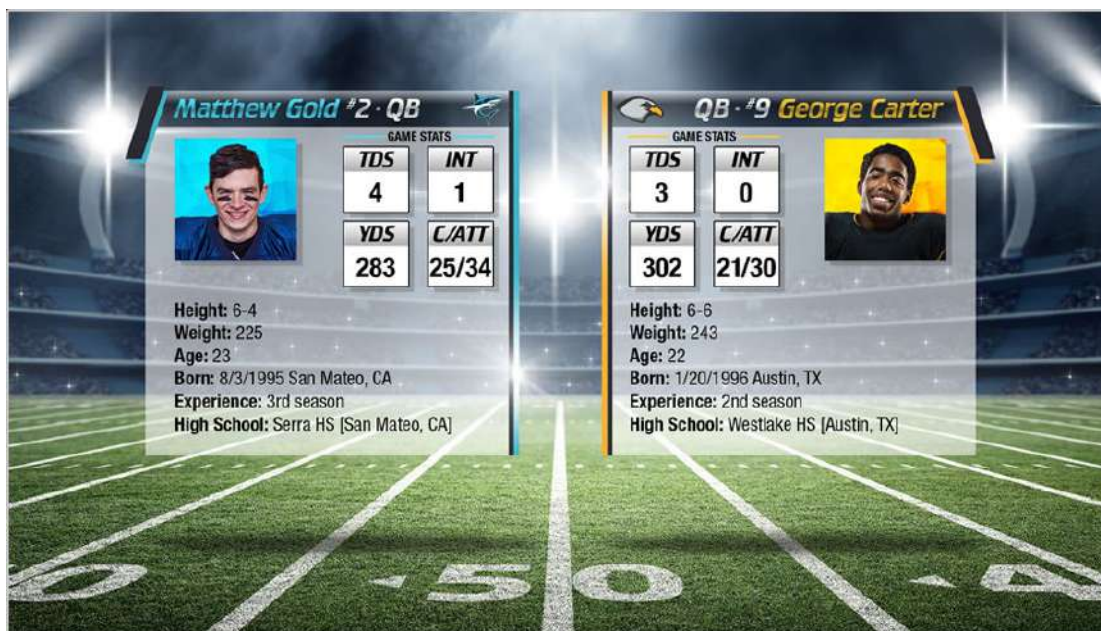 Matthew Gold #2 · QB
GAME STATS
TDS INT
4 1
YDS C/ATT
283 25/34
Height: 6-4
Weight: 225
Age: 23
Born: 8/3/1995 San Mateo, CA
Experience: 3rd season
High School: Serra HS [San Mateo, CA]
QB - #9 George Carter
GAME STATS
TDS INT
3 0
YDS C/ATT
302 21/30
Height: 6-6
Weight: 243
Age: 22
Born: 1/20/1996 Austin, TX
Experience: 2nd season
High School: Westlake HS [Austin, TX]
0 50 4